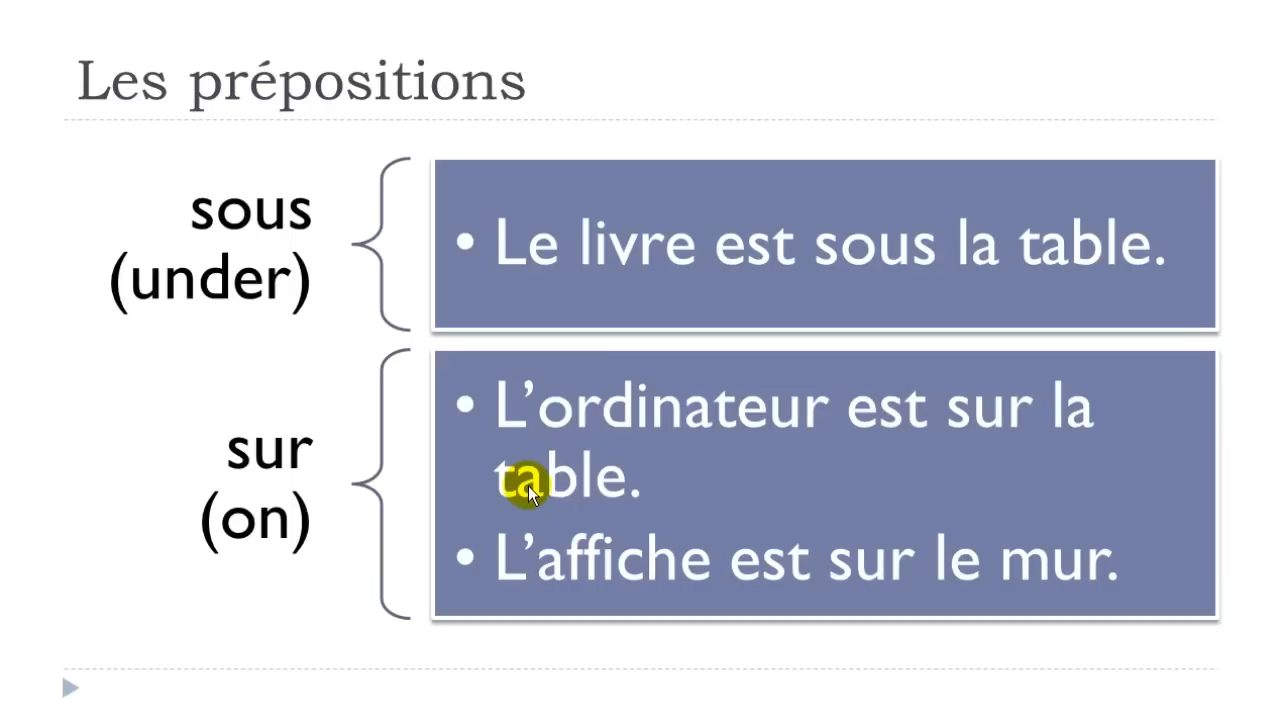 Les prépositions
sous
(under)
• Le livre est sous la table.
sur
(on)
• L’ordinateur est sur la
table.
• L’affiche est sur le mur.